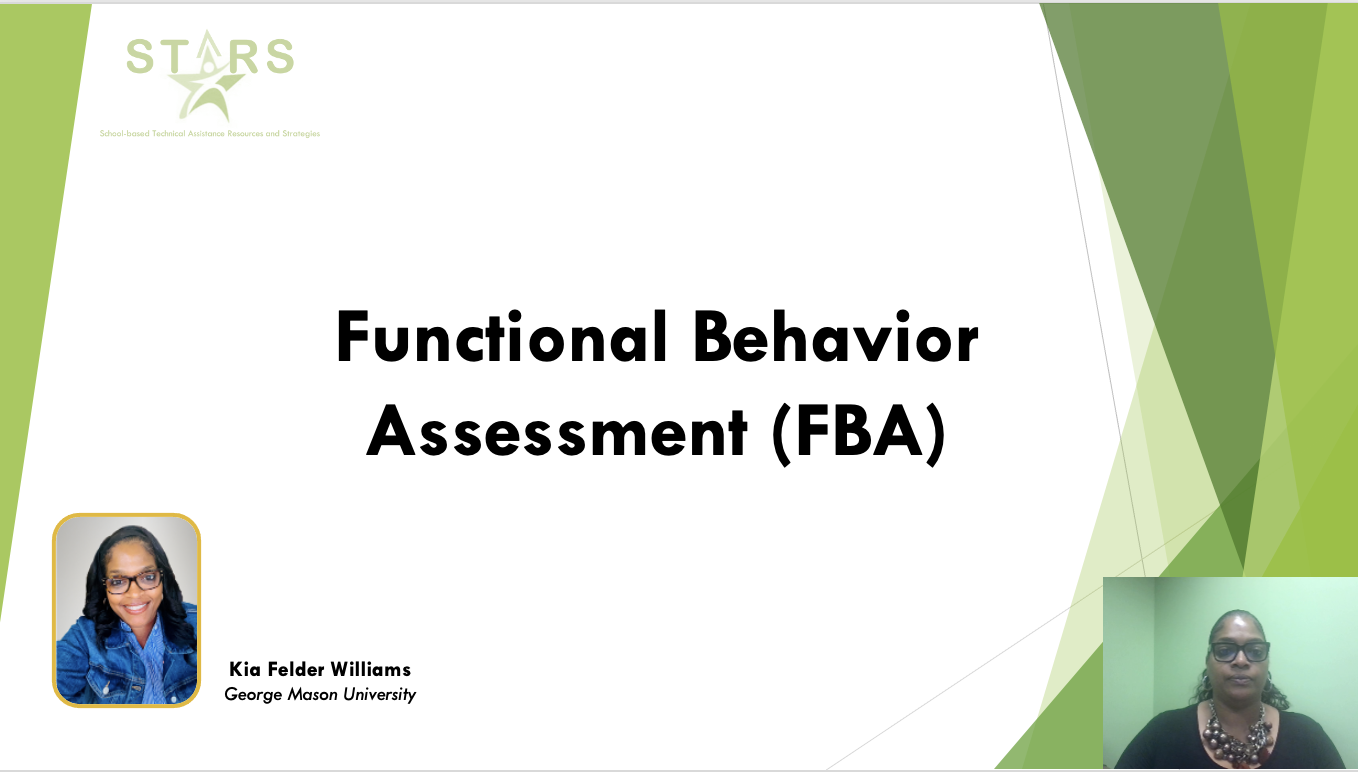 STARS
School-based Technical Assistance Resources and Strategies
Functional Behavior
Assessment (FBA)
Kia Felder Williams
George Mason University